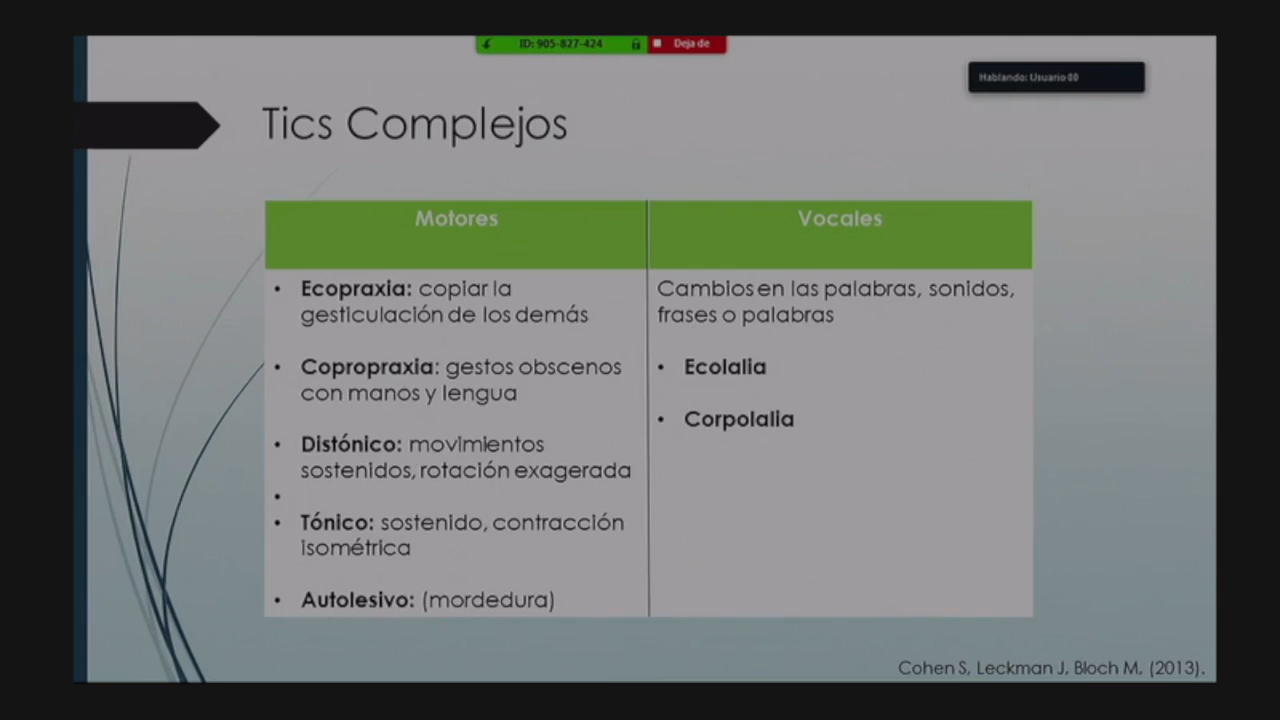 ID: 905-827-424
Deja de
Hablando: Usuario 00
Tics Complejos
Motores
Vocales
• Ecopraxia: copiar la
gesticulación de los demás
• Copropraxia: gestos obscenos
con manos y lengua
• Distónico: movimientos
sostenidos, rotación exagerada
•
• Tónico: sostenido, contracción
isométrica
• Autolesivo: (mordedura)
Cambios en las palabras, sonidos,
frases o palabras
• Ecolalia
• Corpolalia
Cohen S, Leckman J, Bloch M, (2013).